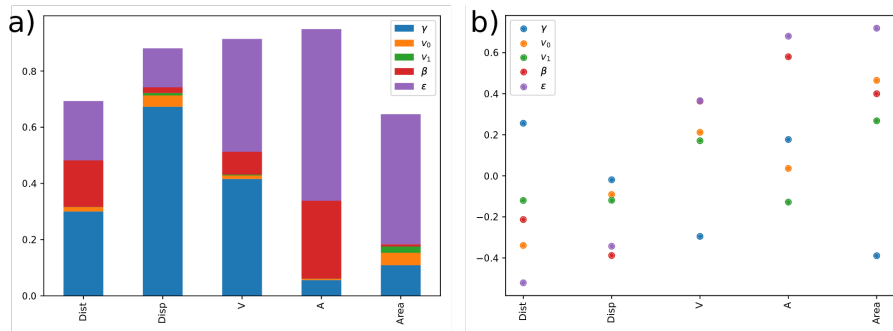 a)
0.8
0.6
0.4
0.2
0.0
γ
v₀
v₁
β
ε
Dist
Disp
V
A
Area
b)
0.6
0.4
0.2
0.0
−0.2
−0.4
γ
v₀
v₁
β
ε
Dist
Disp
V
A
Area